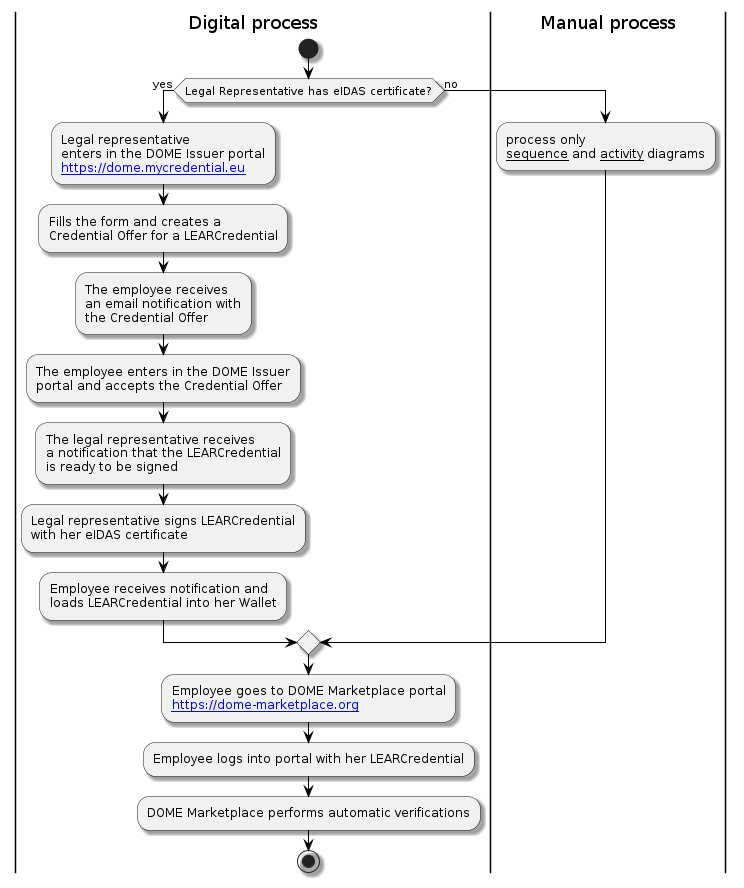 Digital process
Manual process
Legal Representative has eIDAS certificate?
yes
no
Legal representative
enters in the DOME Issuer portal
https://dome.mycredential.eu
process only
sequence and activity diagrams
Fills the form and creates a
Credential Offer for a LEARCredential
The employee receives
an email notification with
the Credential Offer
The employee enters in the DOME Issuer
portal and accepts the Credential Offer
The legal representative receives
a notification that the LEARCredential
is ready to be signed
Legal representative signs LEARCredential
with her eIDAS certificate
Employee receives notification and
loads LEARCredential into her Wallet
Employee goes to DOME Marketplace portal
https://dome-marketplace.org
Employee logs into portal with her LEARCredential
DOME Marketplace performs automatic verifications